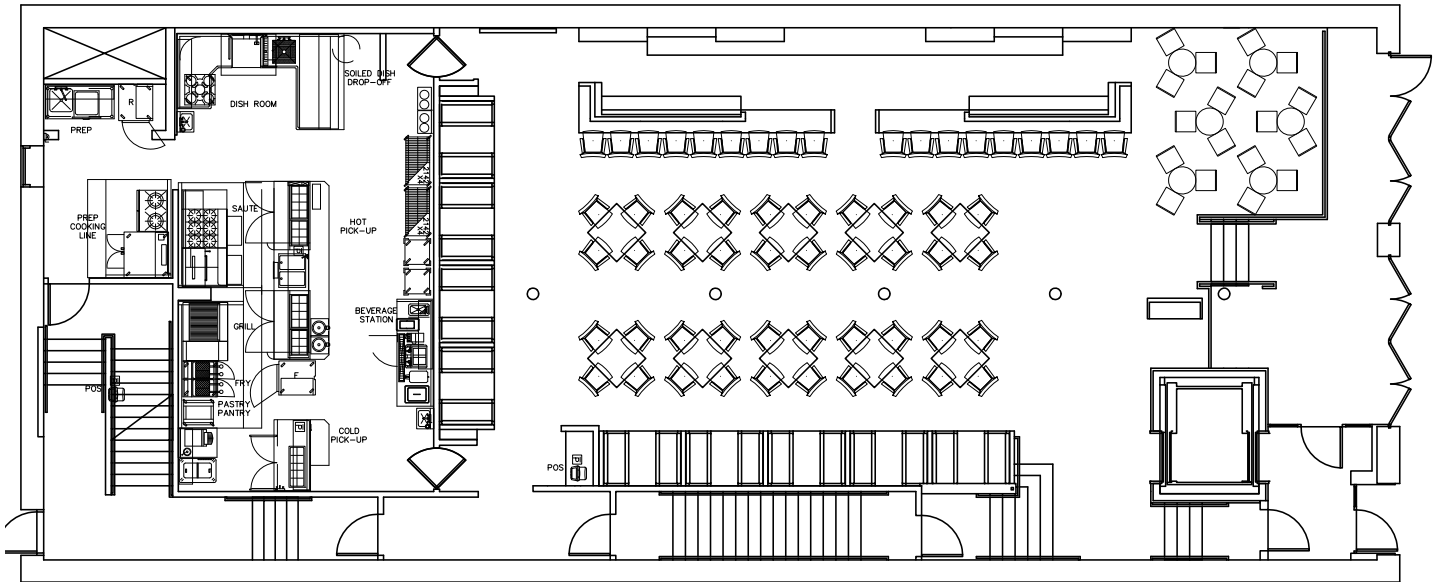 SOILED DISH
DROP-OFF
R
DISH ROOM
PREP
SAUTE
PREP
COOKING
LINE
HOT
PICK-UP
BEVERAGE
STATION
GRILL
F
FRY
POS
PASTRY
PANTRY
COLD
PICK-UP
POS